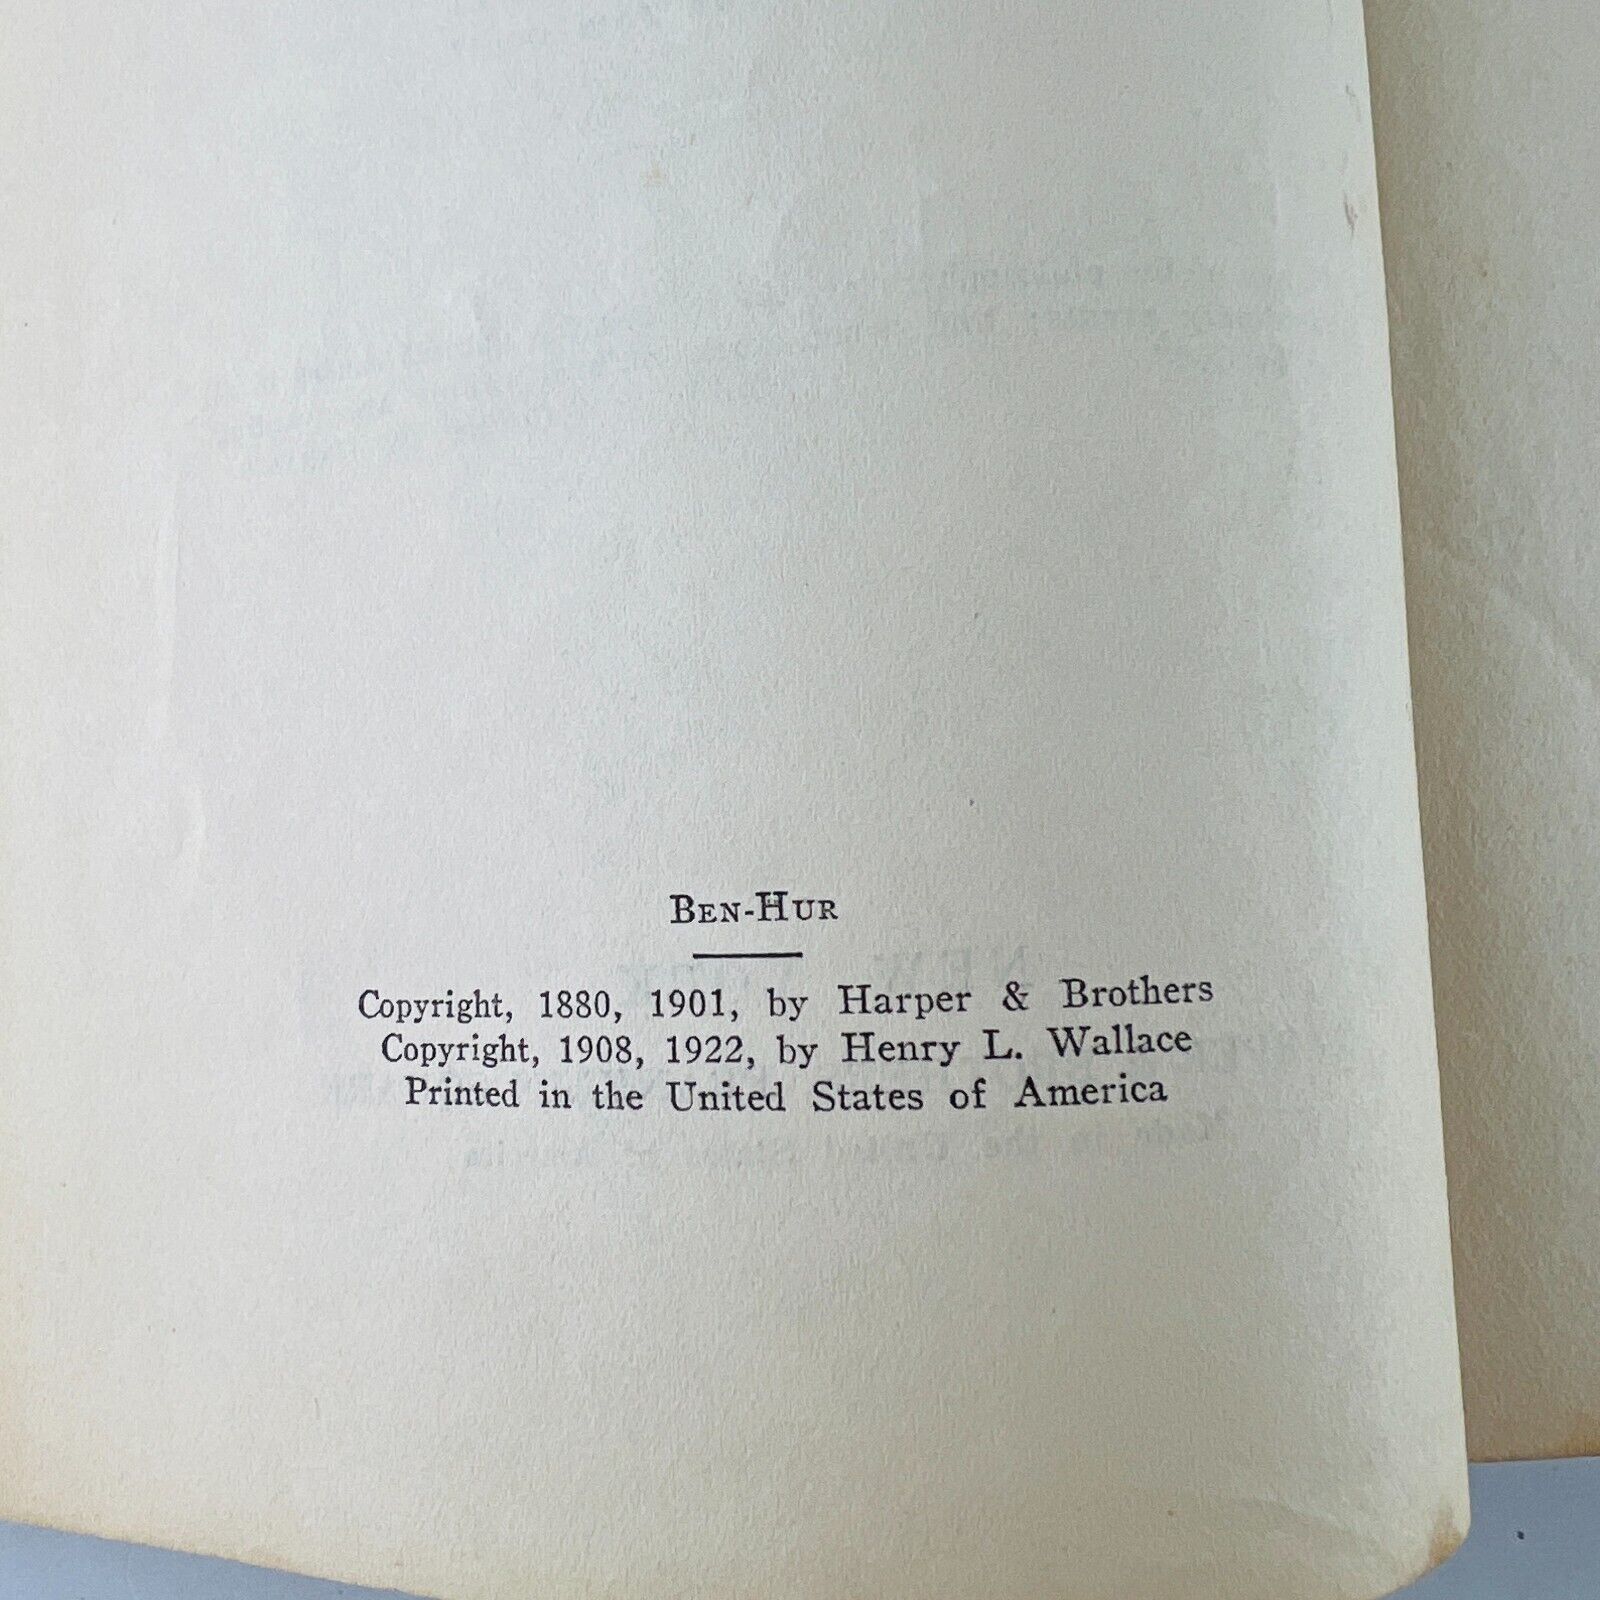 Ben-Hur
Copyright, 1880, 1901, by Harper & Brothers
Copyright, 1908, 1922, by Henry L. Wallace
Printed in the United States of America